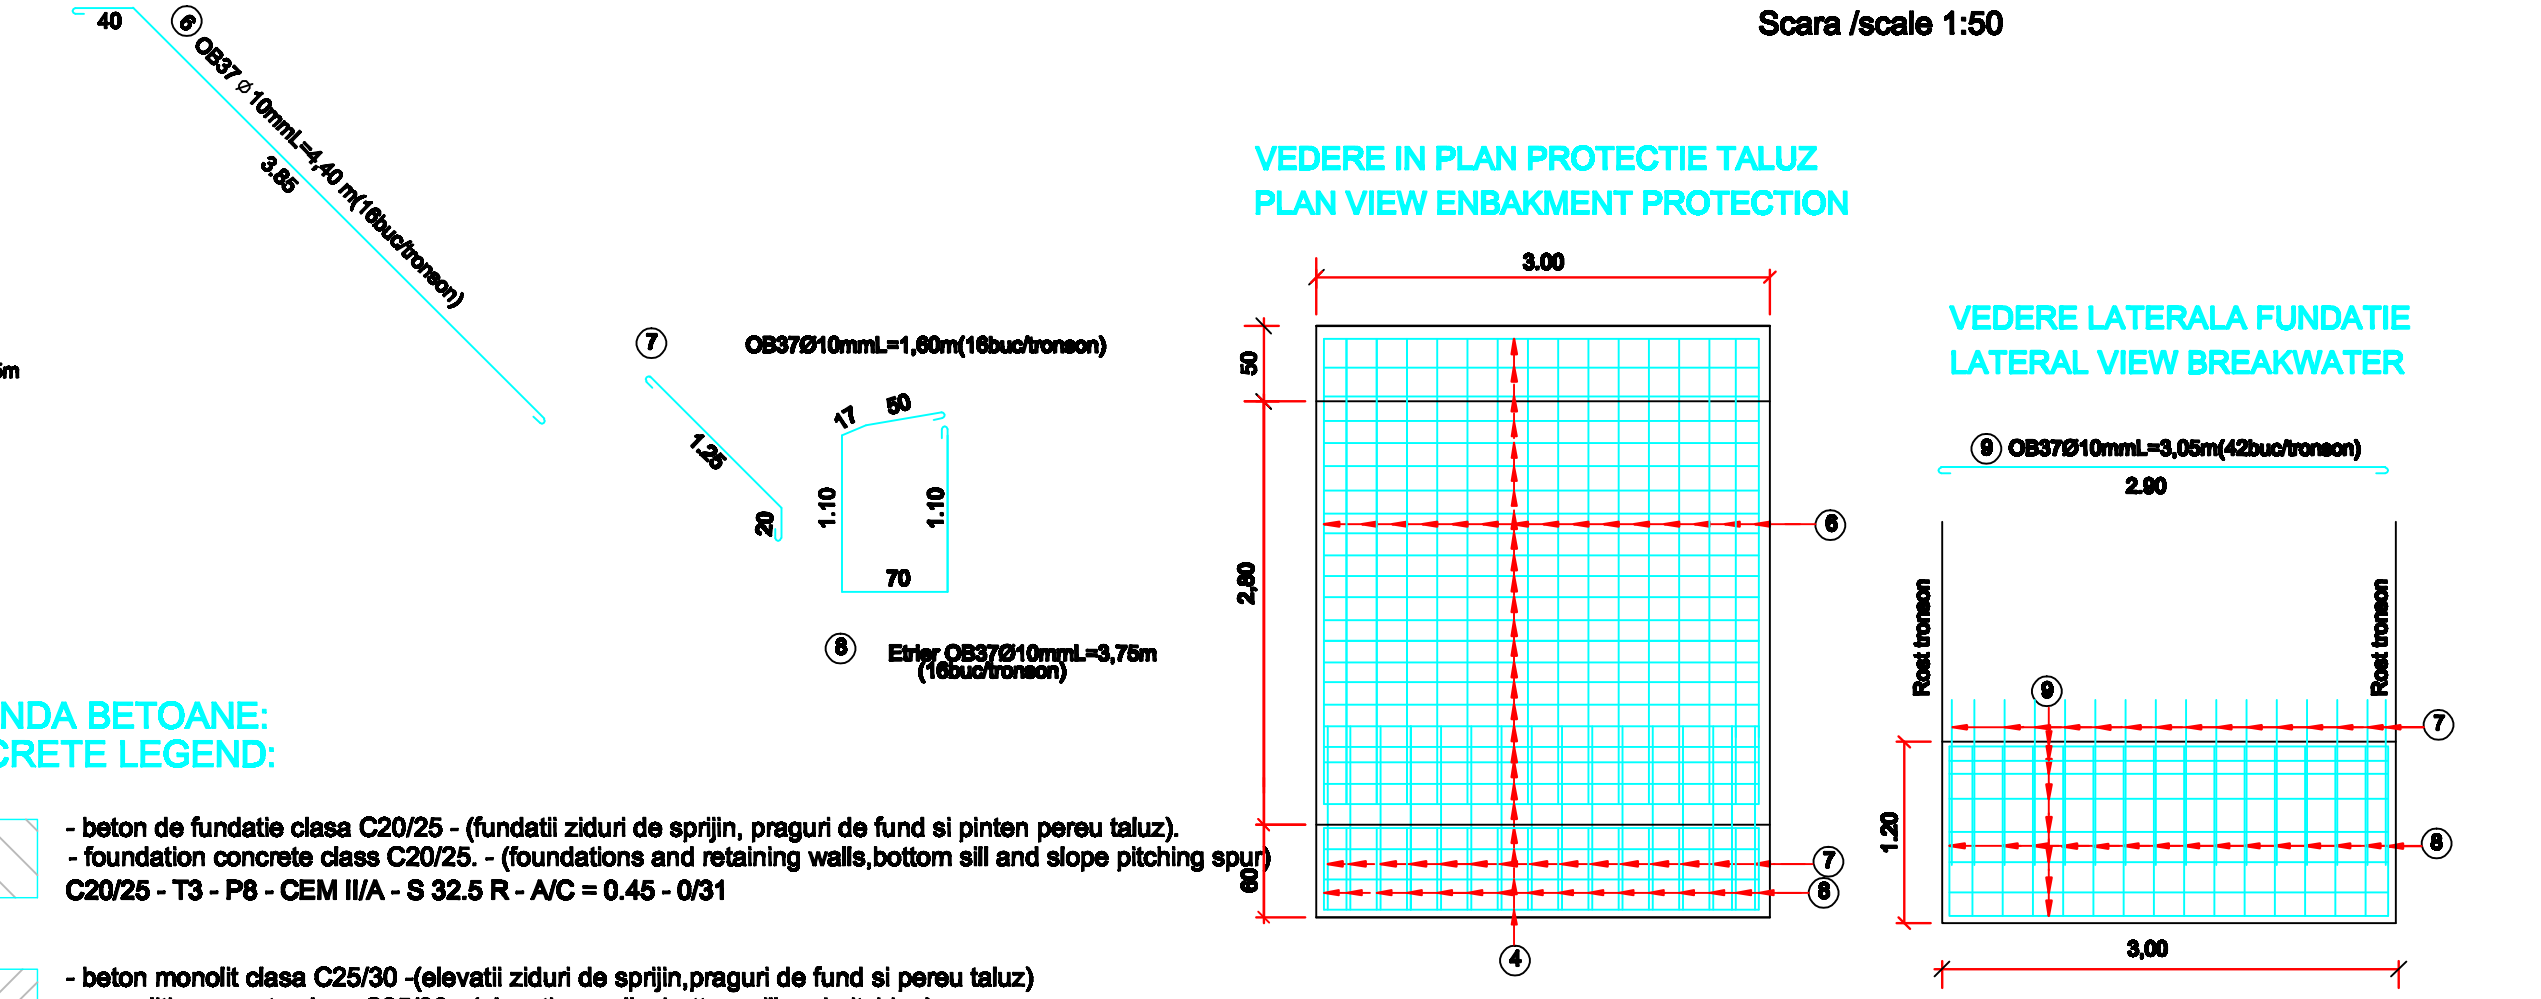 Scara /scale 1:50
40
6
OB37 Ø 10mmL=4,40 m(16buc/tronson)
3.85
5m
7
OB37Ø10mmL=1,60m(16buc/tronson)
1.25
20
17
50
1.10
1.10
70
8
Etrier OB37Ø10mmL=3,75m
(16buc/tronson)
VEDERE IN PLAN PROTECTIE TALUZ
PLAN VIEW ENBAKMENT PROTECTION
3.00
50
2,80
60
6
7
8
4
VEDERE LATERALA FUNDATIE
LATERAL VIEW BREAKWATER
9 OB37Ø10mmL=3,05m(42buc/tronson)
2.90
Rost tronson
Rost tronson
9
7
8
1.20
3,00
NDA BETOANE:
CRETE LEGEND:
- beton de fundatie clasa C20/25 - (fundatii ziduri de sprijin, praguri de fund si pinten pereu taluz).
- foundation concrete class C20/25. - (foundations and retaining walls,bottom sill and slope pitching spur)
C20/25 - T3 - P8 - CEM II/A - S 32.5 R - A/C = 0.45 - 0/31
- beton monolit clasa C25/30 -(elevatii ziduri de sprijin,praguri de fund si pereu taluz)